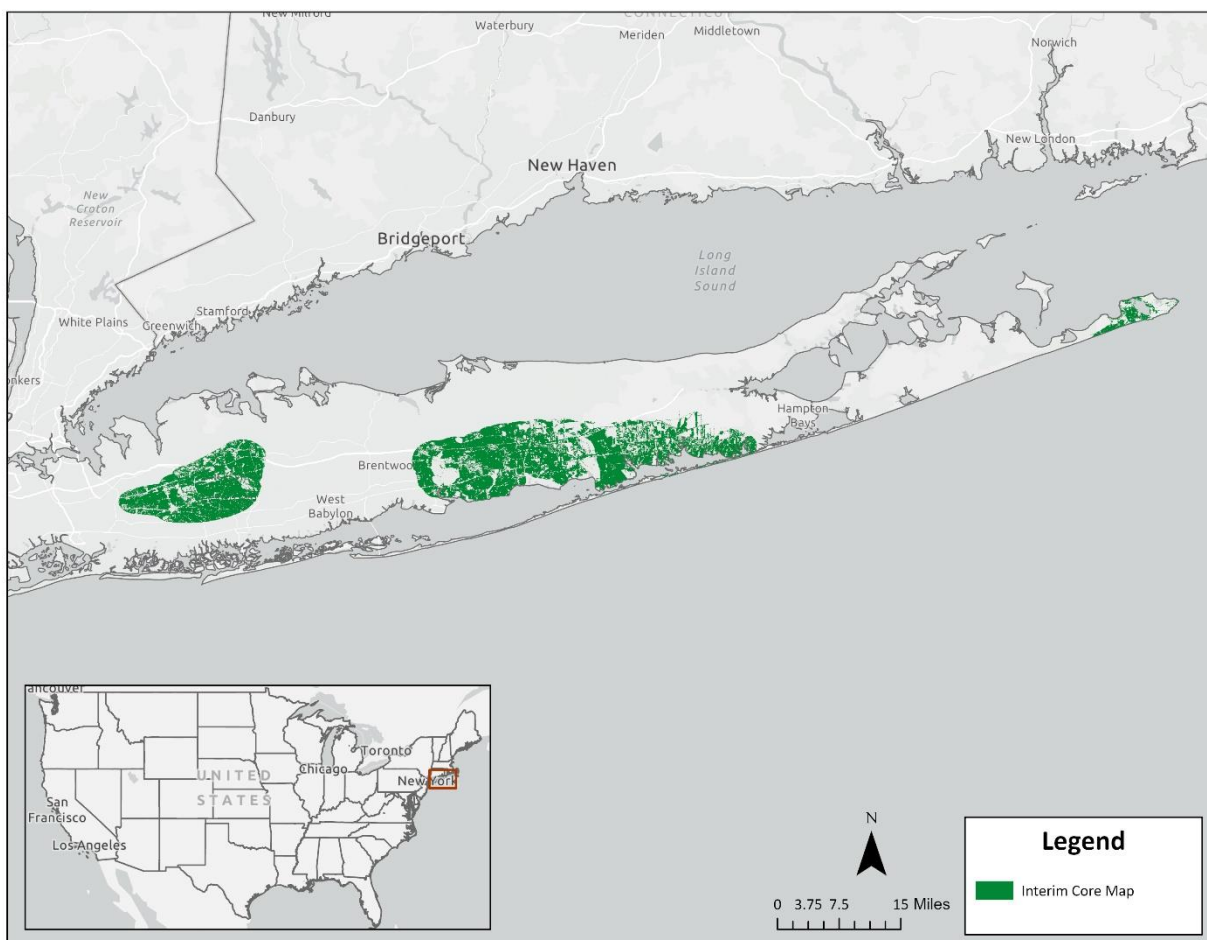 New Milford
CONNECTICUT
Waterbury
Meriden
Middletown
Norwich
Danbury
New London
New Haven
New
Croton
Reservoir
Bridgeport
Long
Island
Sound
Stamford
White Plains
Greenwich
onkers
Hampton
Bays
Brentwoo
West
Babylon
ancouver
Toronto
Chicago
UNITED
New York
STATES
San
Francisco
Los Angeles
N
0 3.75 7.5 15 Miles
Legend
Interim Core Map